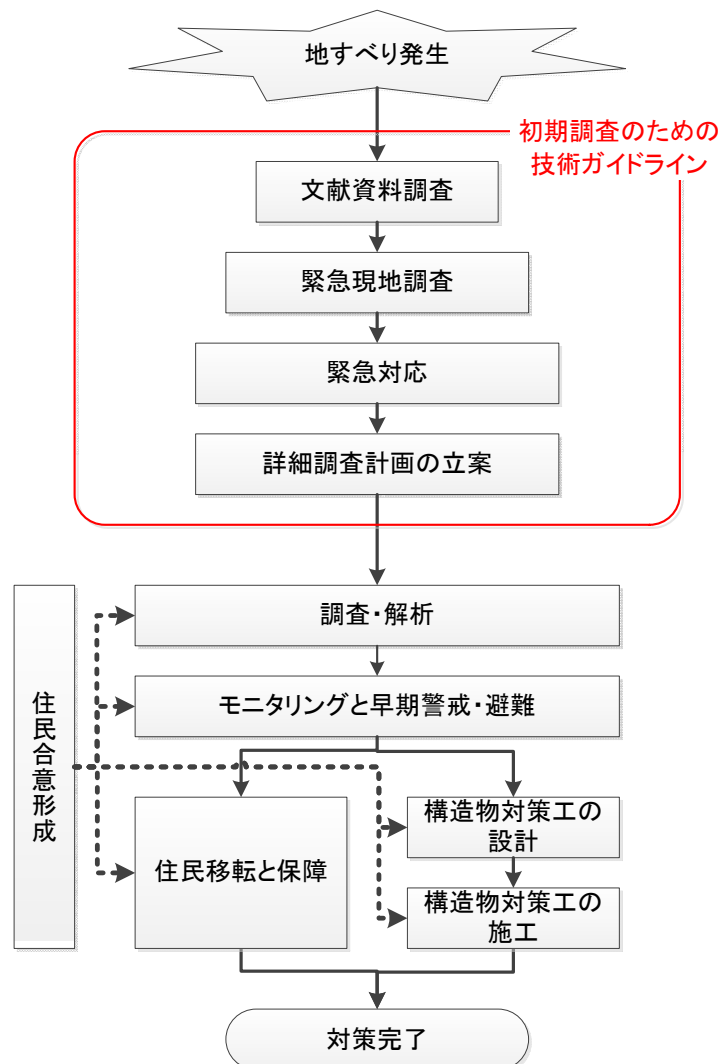 地すべり発生
初期調査のための
技術ガイドライン
文献資料調査
緊急現地調査
緊急対応
詳細調査計画の立案
調査・解析
モニタリングと早期警戒・避難
住民合意形成
住民移転と保障
構造物対策工の
設計
構造物対策工の
施工
対策完了